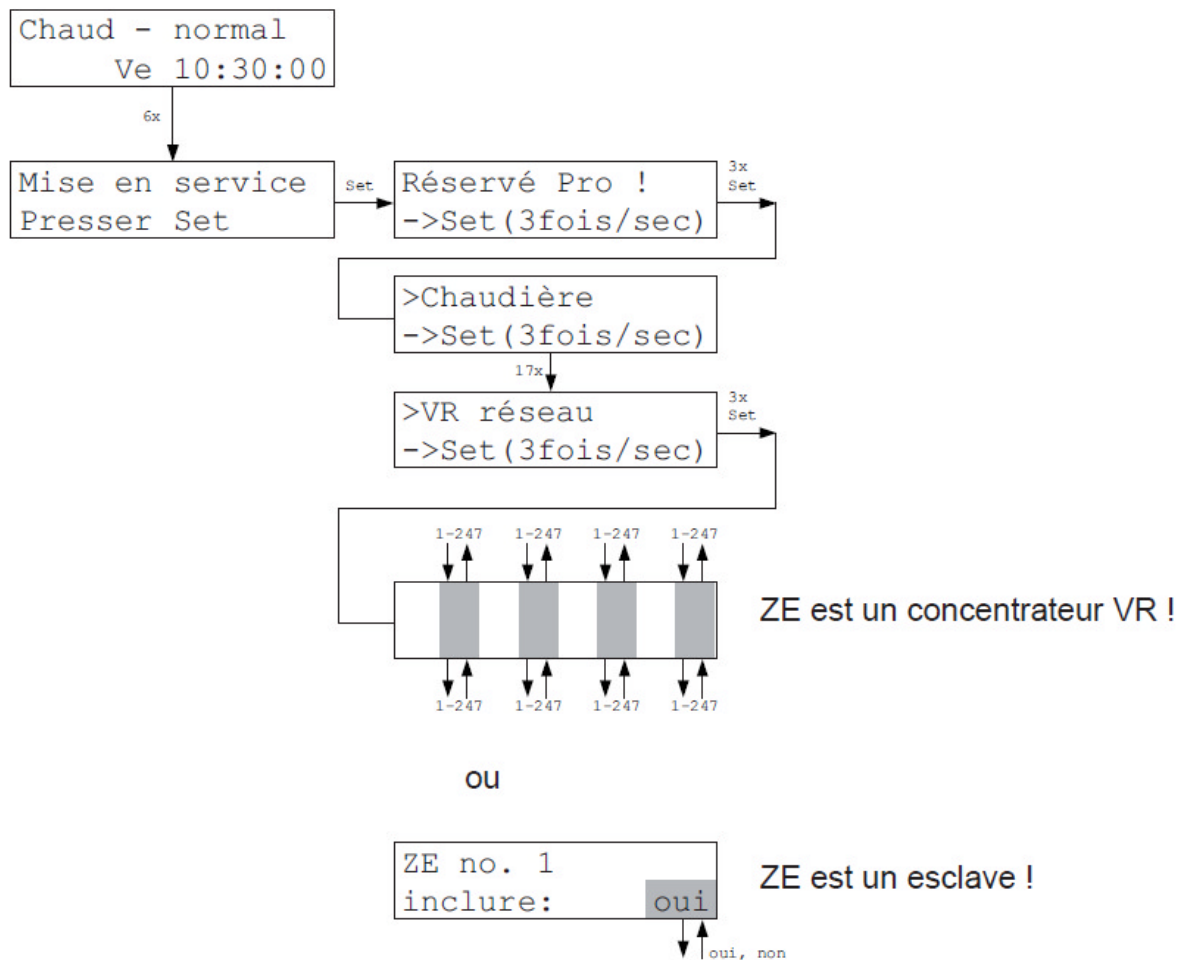 Chaud - normal
Ve 10:30:00
6x
Mise en service
Presser Set
Set
Réservé Pro !
->Set(3fois/sec)
3x
Set
>Chaudière
->Set(3fois/sec)
17x
>VR réseau
->Set(3fois/sec)
3x
Set
1-247 1-247 1-247 1-247
ZE est un concentrateur VR !
1-247 1-247 1-247 1-247
ou
ZE no. 1
inclure: oui
ZE est un esclave !
oui, non